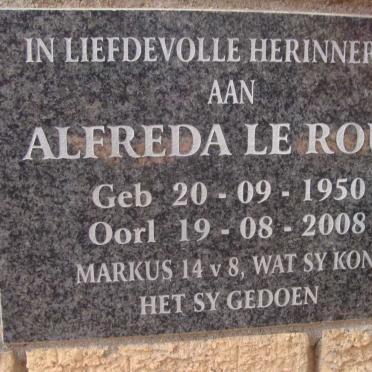 IN LIEFDEVOLLE HERINNER
AAN
ALFREDA LE ROU
Geb 20 - 09 - 1950
Oorl 19 - 08 - 2008
MARKUS 14 v 8, WAT SY KON
HET SY GEDOEN